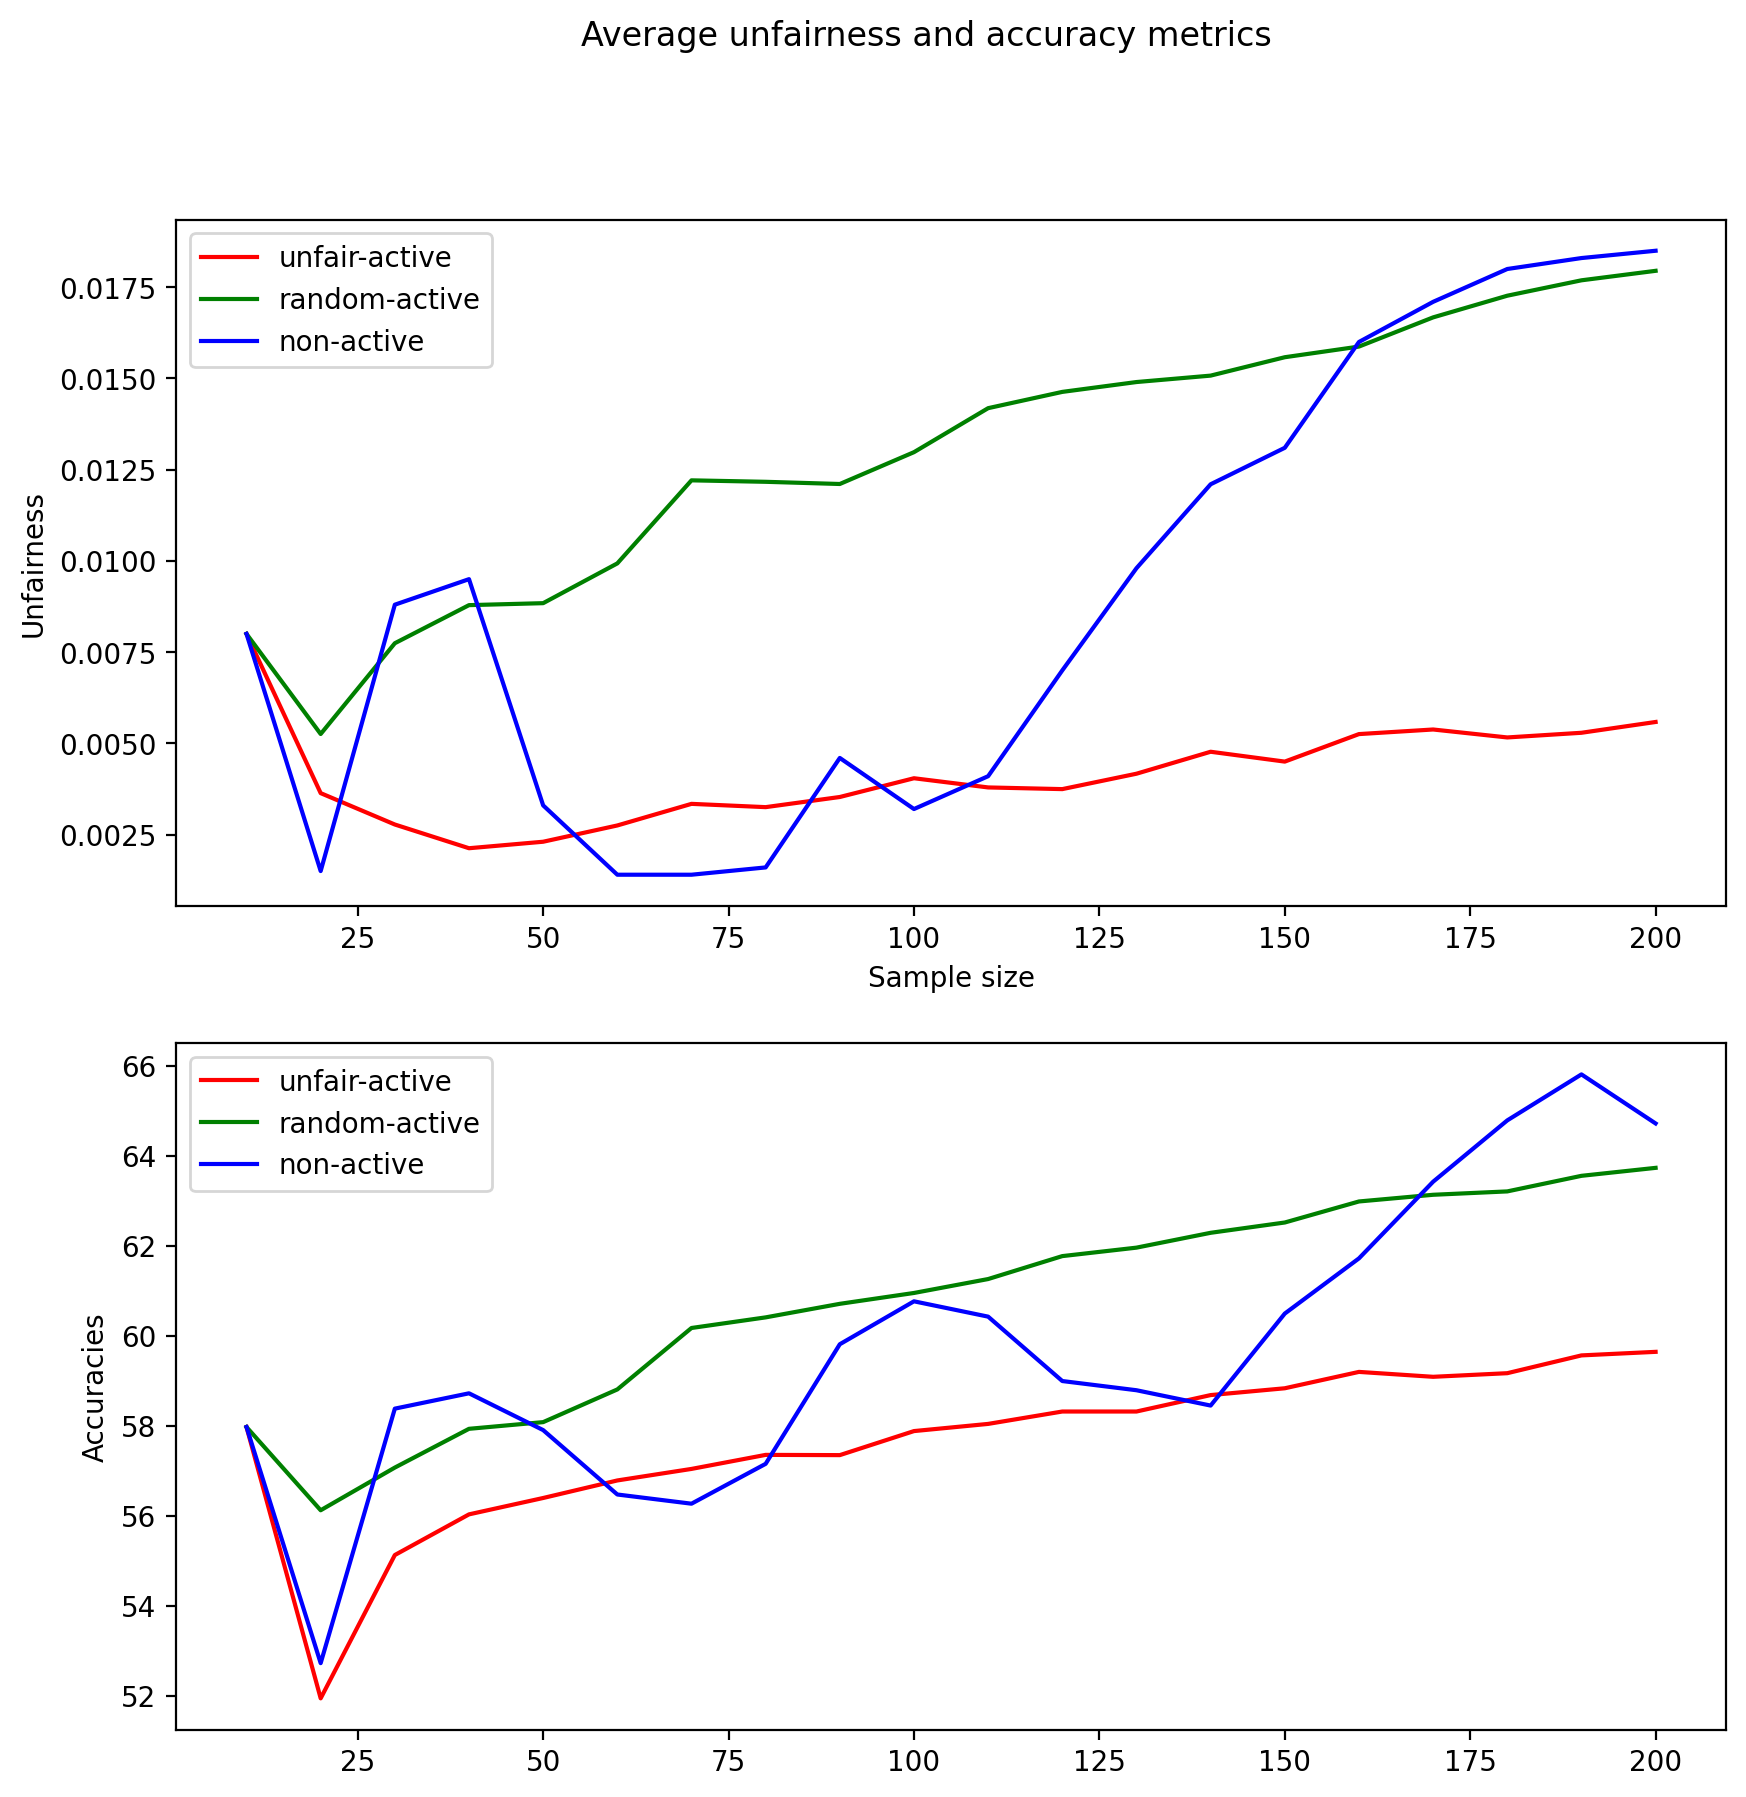 Average unfairness and accuracy metrics
unfair-active
random-active
non-active
0.0175
0.0150
0.0125
0.0100
0.0075
0.0050
0.0025
Unfairness
25 50 75 100 125 150 175 200
Sample size
unfair-active
random-active
non-active
66
64
62
60
58
56
54
52
Accuracies
25 50 75 100 125 150 175 200